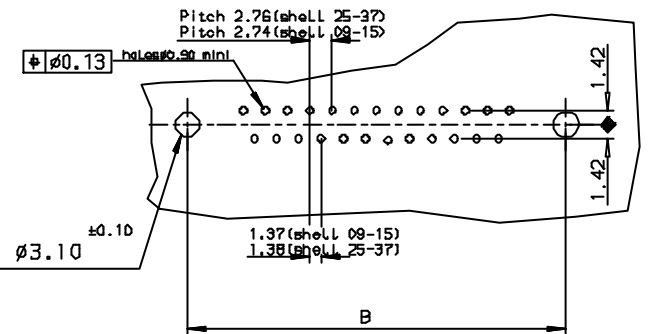 Pitch 2.76(shell 25-37)
Pitch 2.74(shell 09-15)
⌖ ø0.13
holesø0.90 mini
1.42
1.42
±0.10
ø3.10
1.37(shell 09-15)
1.38(shell 25-37)
B